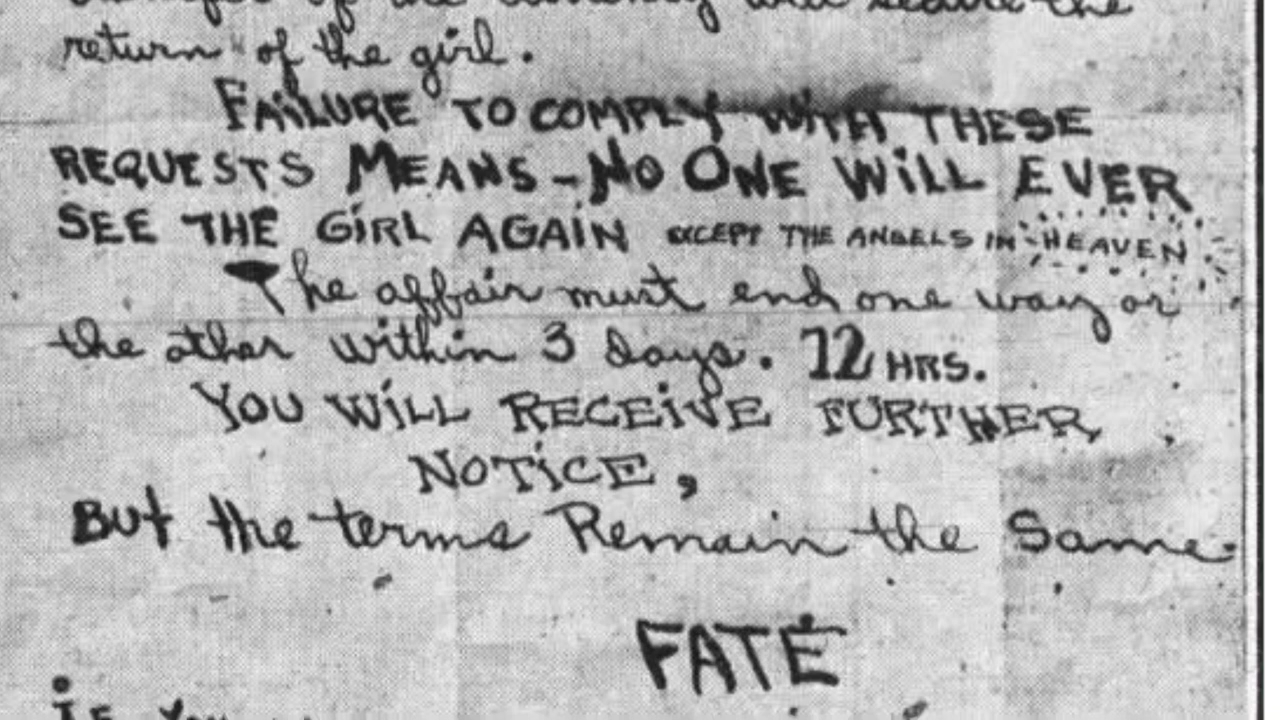 return of the girl.
FAiLURE TO COMPLY WiTH THESE
REQUESTS MEANS - NO ONE WiLL EVER
SEE THE GiRL AGAiN EXCEPT THE ANGELS IN HEAVEN
The affair must end one way or
the other within 3 days. 72 HRS.
YOU WiLL RECEiVE FURTHER
NOTiCE,
But the terms Remain the Same.
FATE